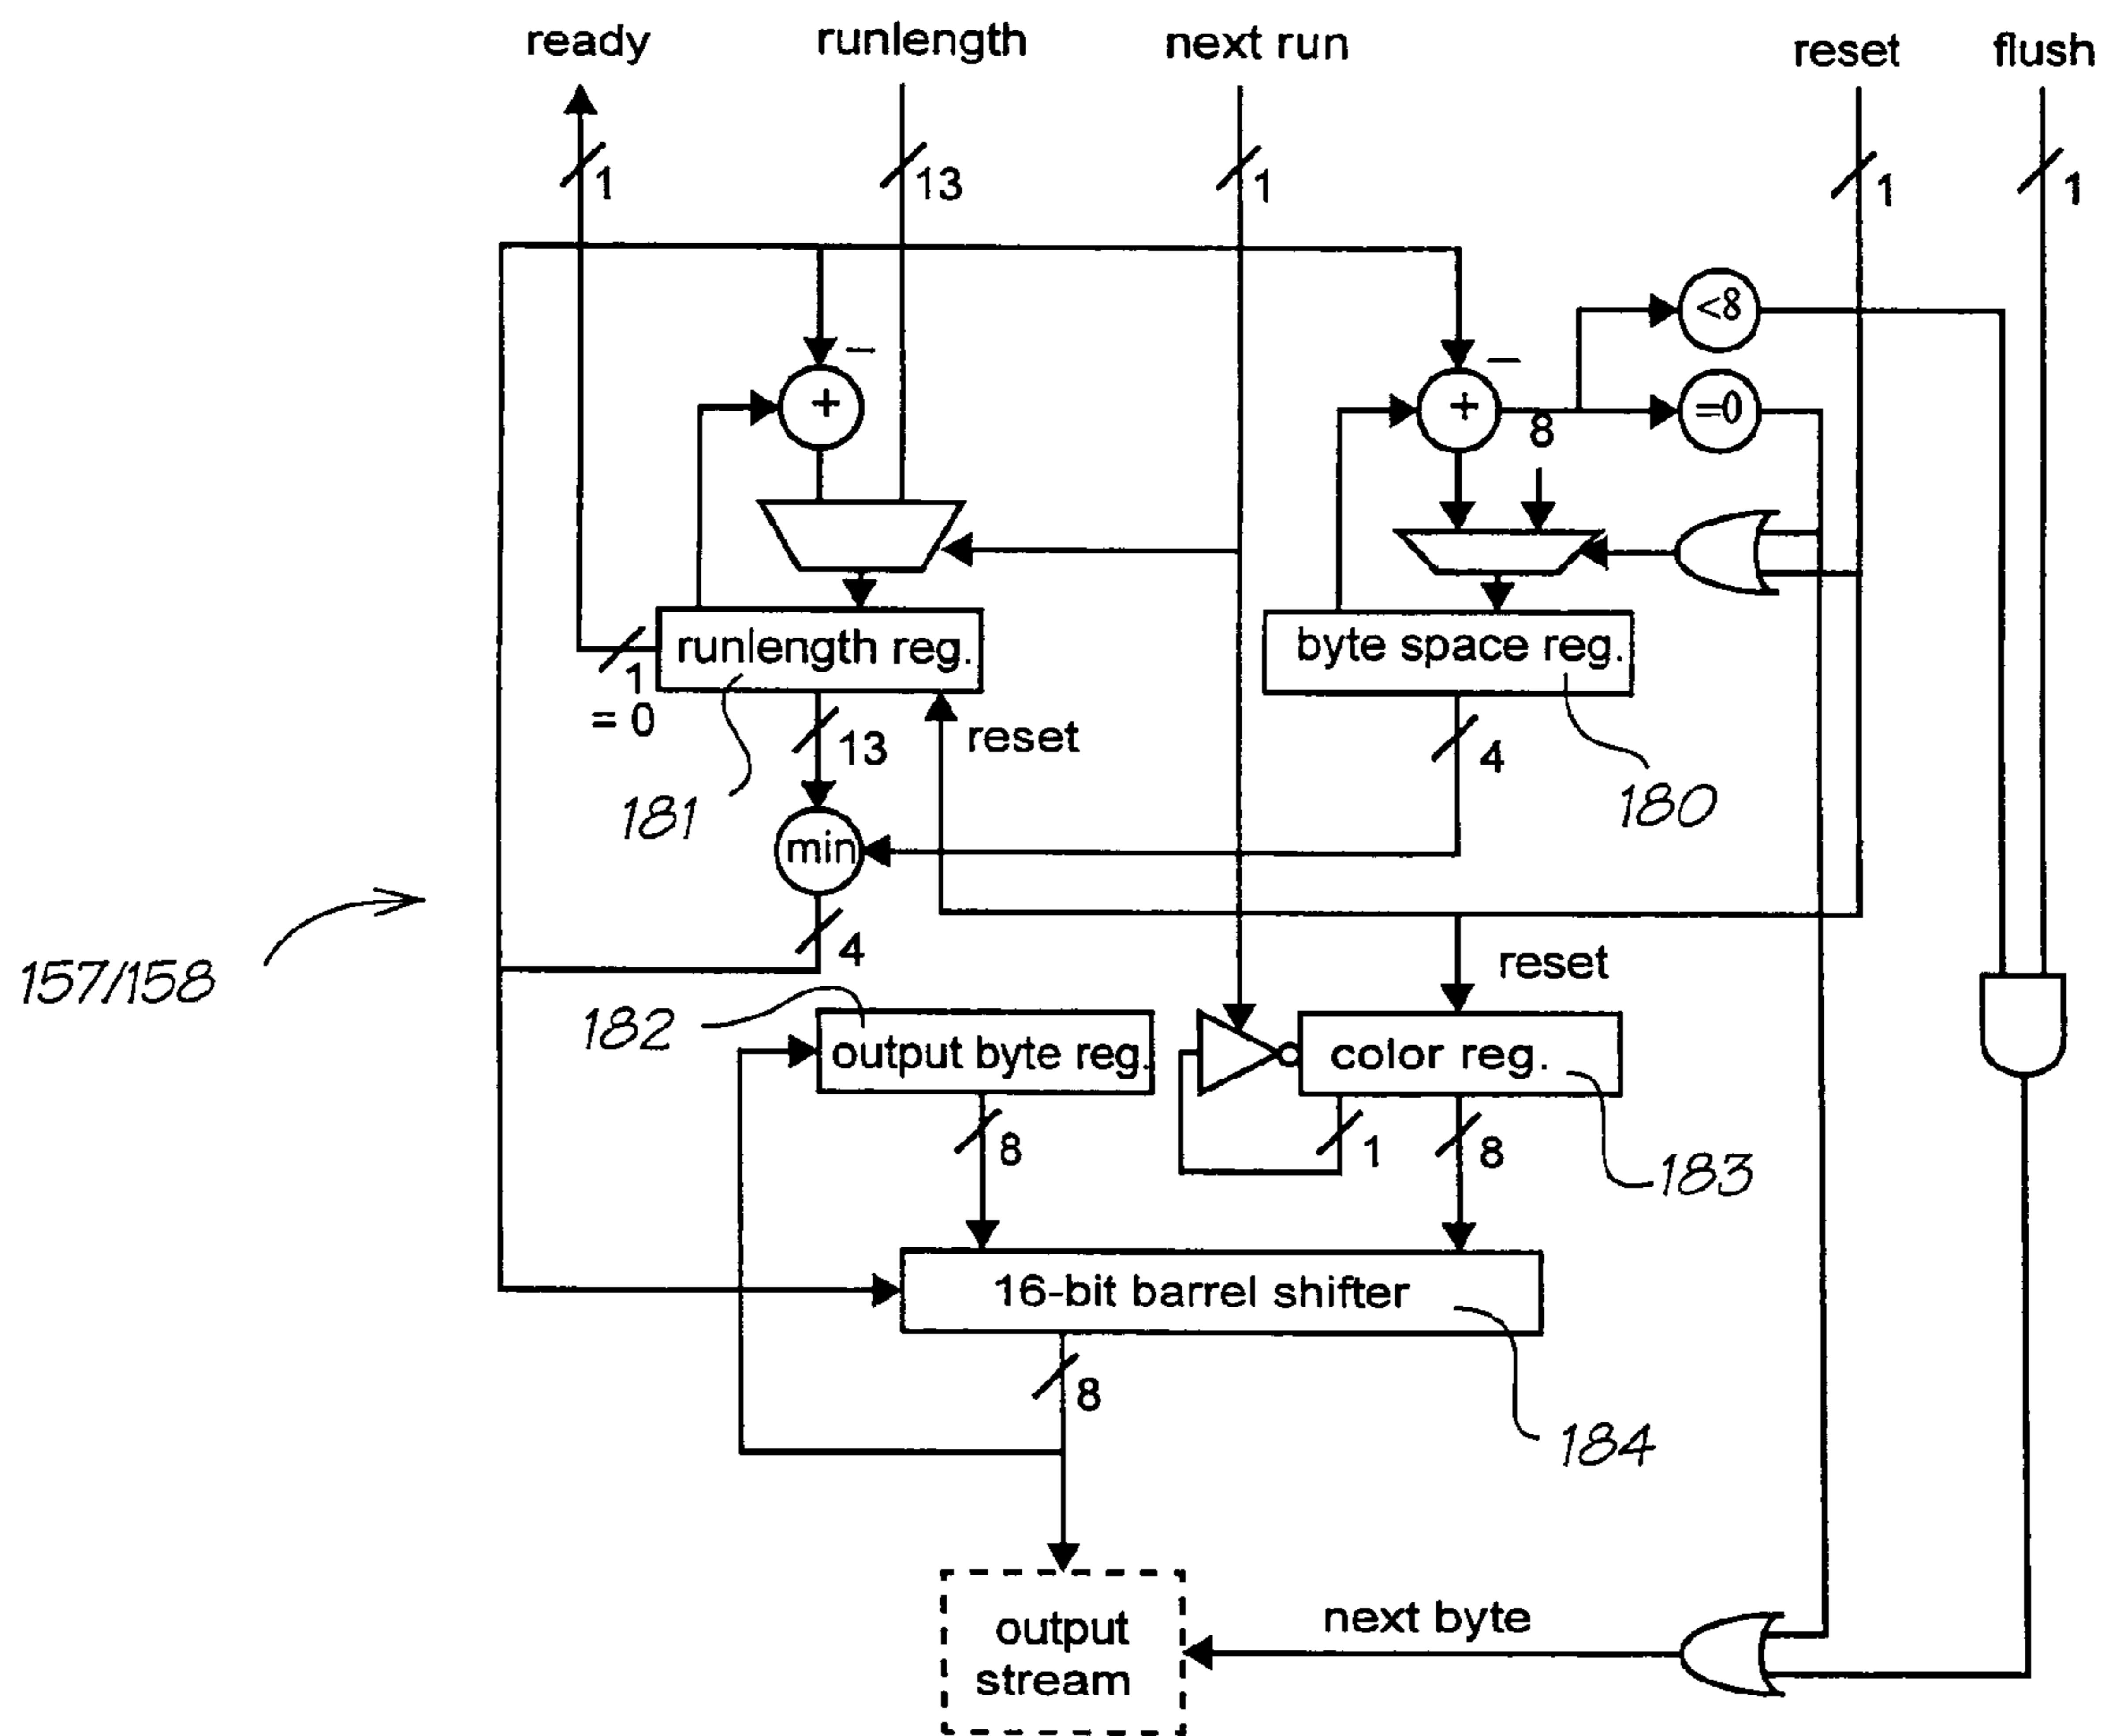 ready
runlength
next run
reset
flush
1
13
1
1
1
<8
–
–
+
+
=0
8
runlength reg.
byte space reg.
1
= 0
13
reset
4
181
180
min
4
157/158
reset
182
output byte reg.
color reg.
8
1
8
183
16-bit barrel shifter
8
184
next byte
output
stream